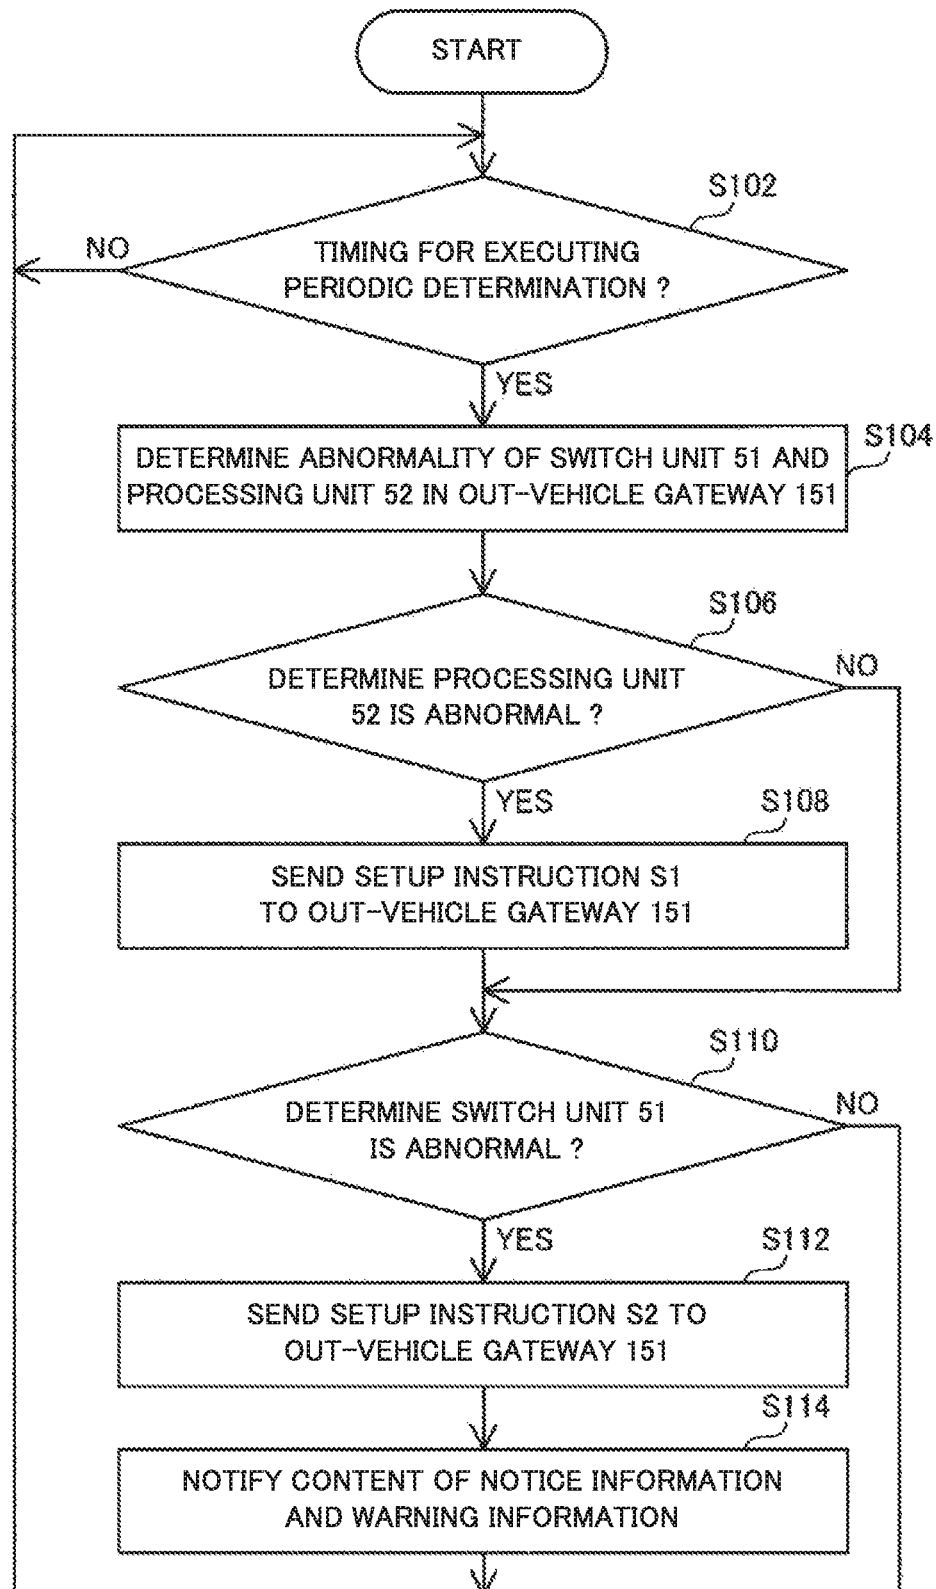 START
S102
NO
TIMING FOR EXECUTING
PERIODIC DETERMINATION ?
YES
S104
DETERMINE ABNORMALITY OF SWITCH UNIT 51 AND
PROCESSING UNIT 52 IN OUT-VEHICLE GATEWAY 151
S106
NO
DETERMINE PROCESSING UNIT
52 IS ABNORMAL ?
YES
S108
SEND SETUP INSTRUCTION S1
TO OUT-VEHICLE GATEWAY 151
S110
NO
DETERMINE SWITCH UNIT 51
IS ABNORMAL ?
YES
S112
SEND SETUP INSTRUCTION S2 TO
OUT-VEHICLE GATEWAY 151
S114
NOTIFY CONTENT OF NOTICE INFORMATION
AND WARNING INFORMATION